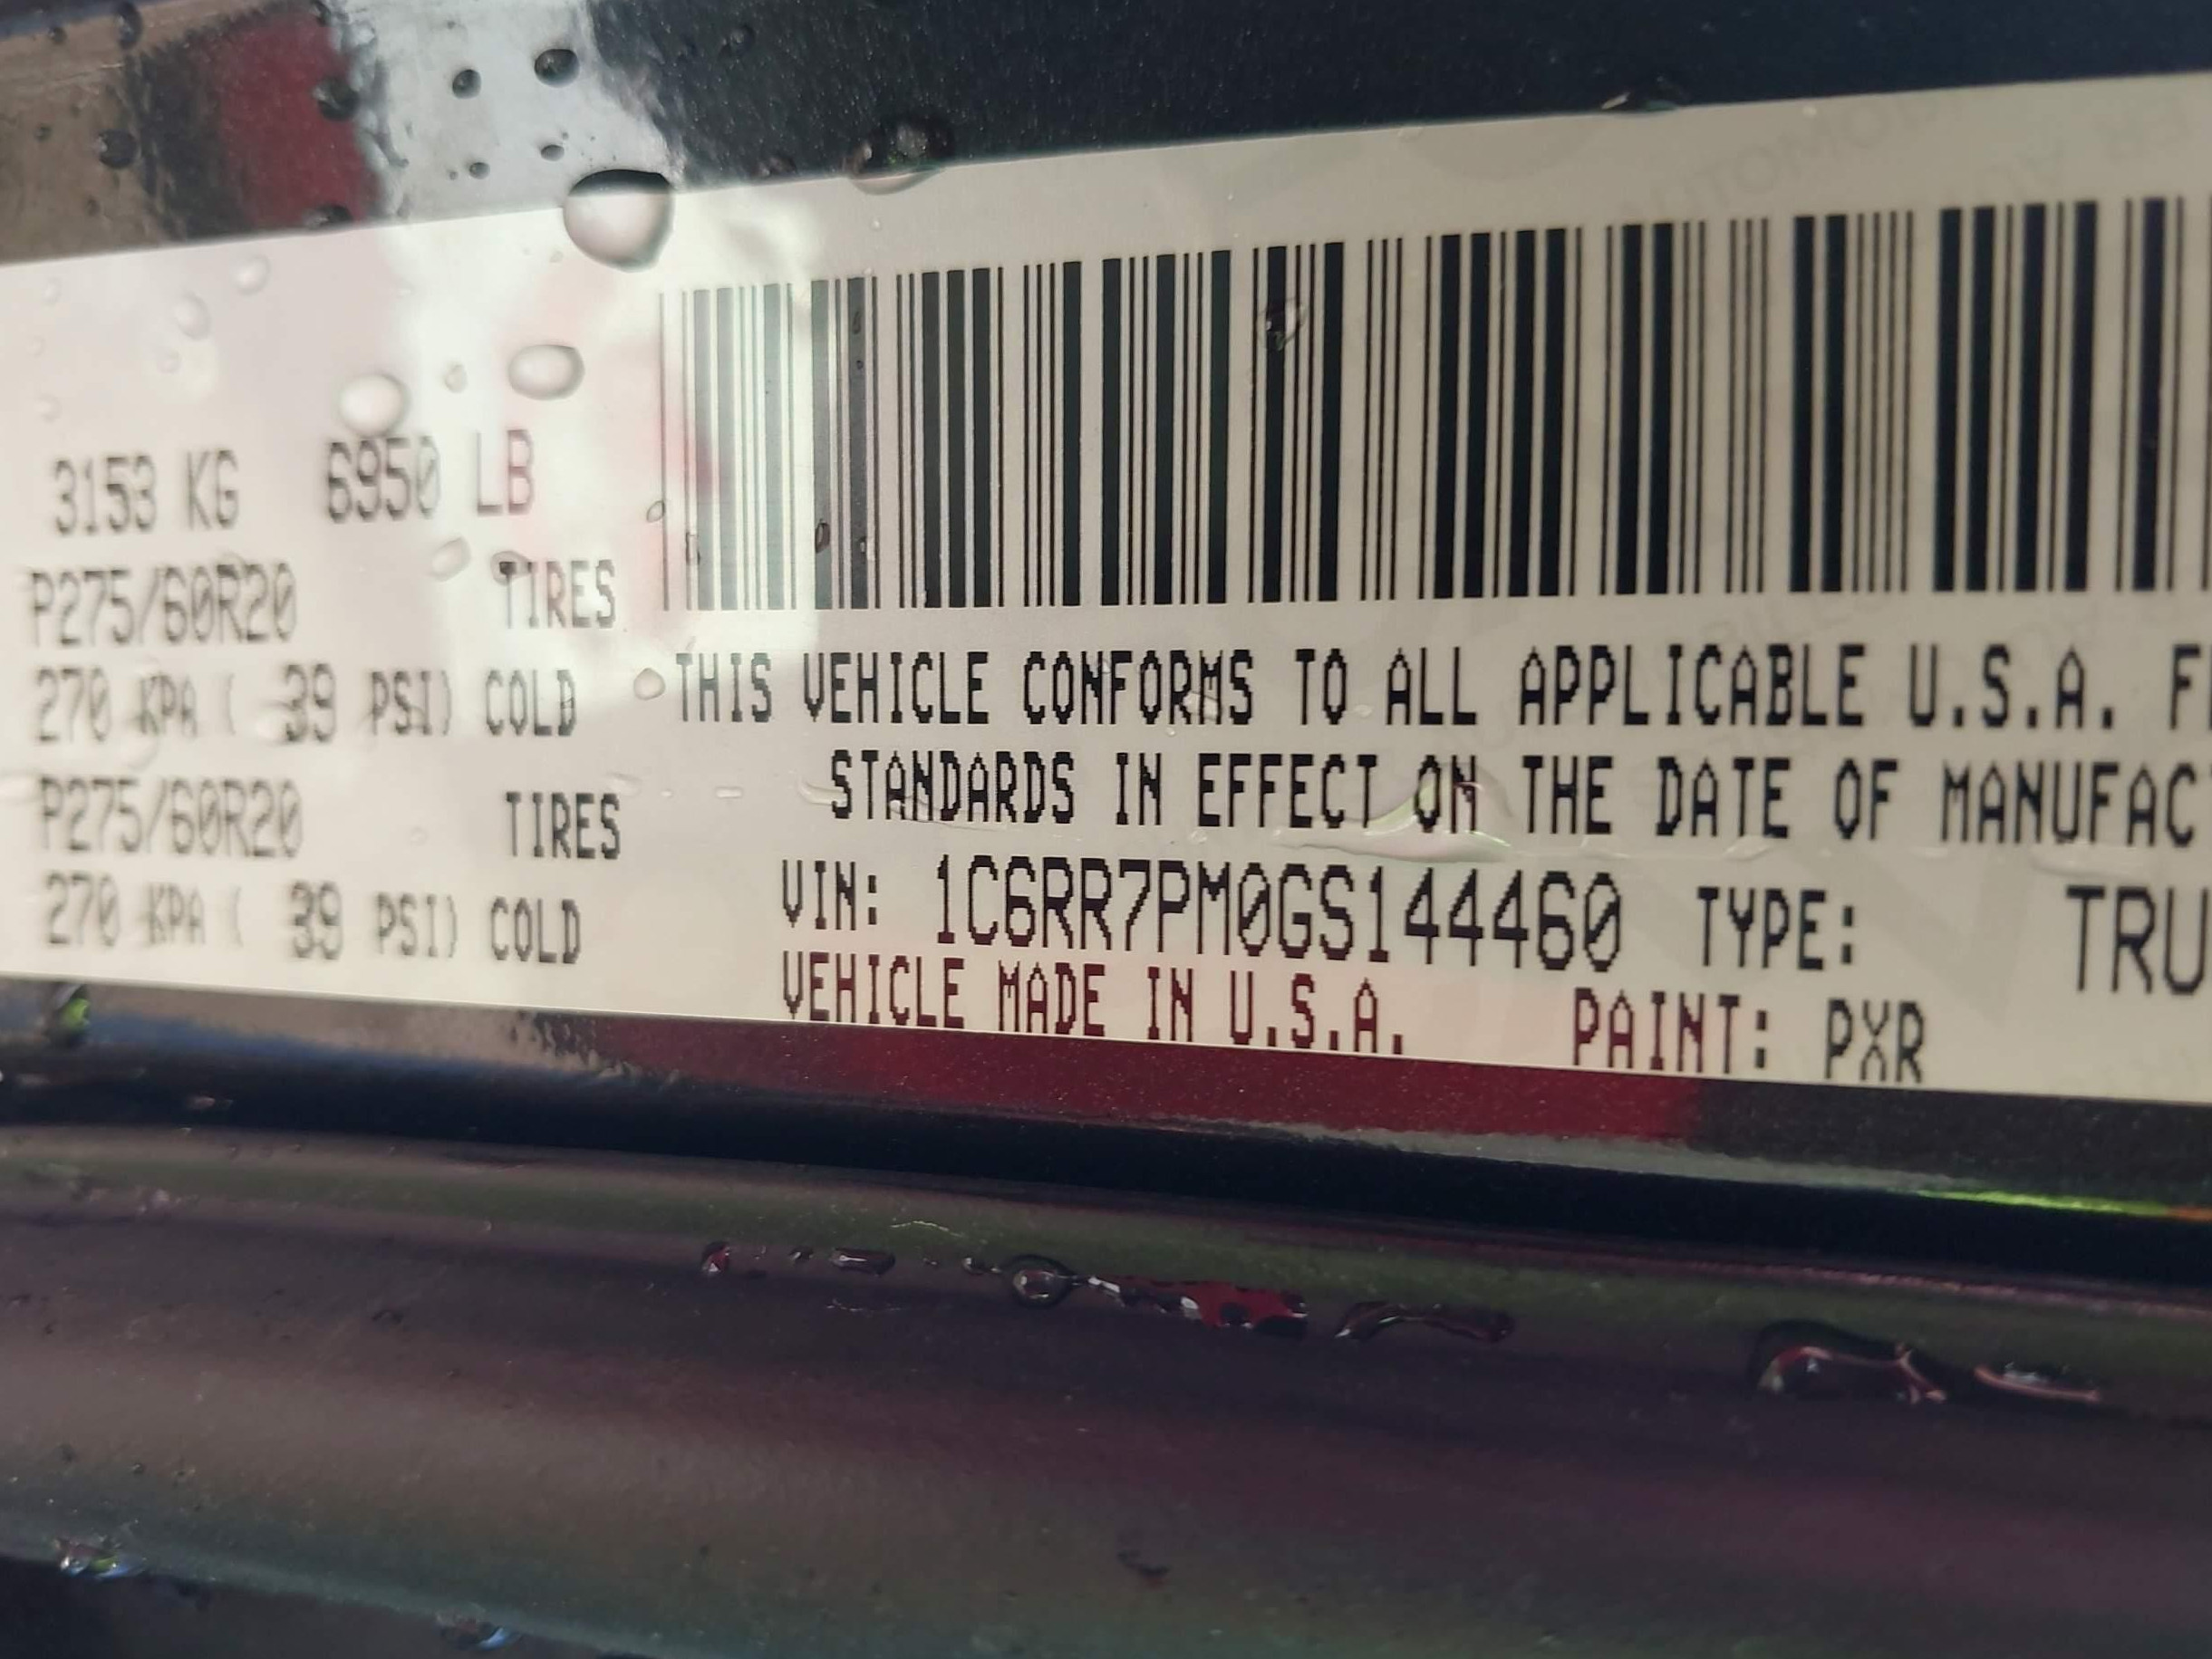 3153 KG 6950 LB
P275/60R20 TIRES
270 KPA ( 39 PSI) COLD
P275/60R20 TIRES
270 KPA ( 39 PSI) COLD
THIS VEHICLE CONFORMS TO ALL APPLICABLE U.S.A. F
STANDARDS IN EFFECT ON THE DATE OF MANUFAC
VIN: 1C6RR7PM0GS144460 TYPE: TRU
VEHICLE MADE IN U.S.A. PAINT: PXR